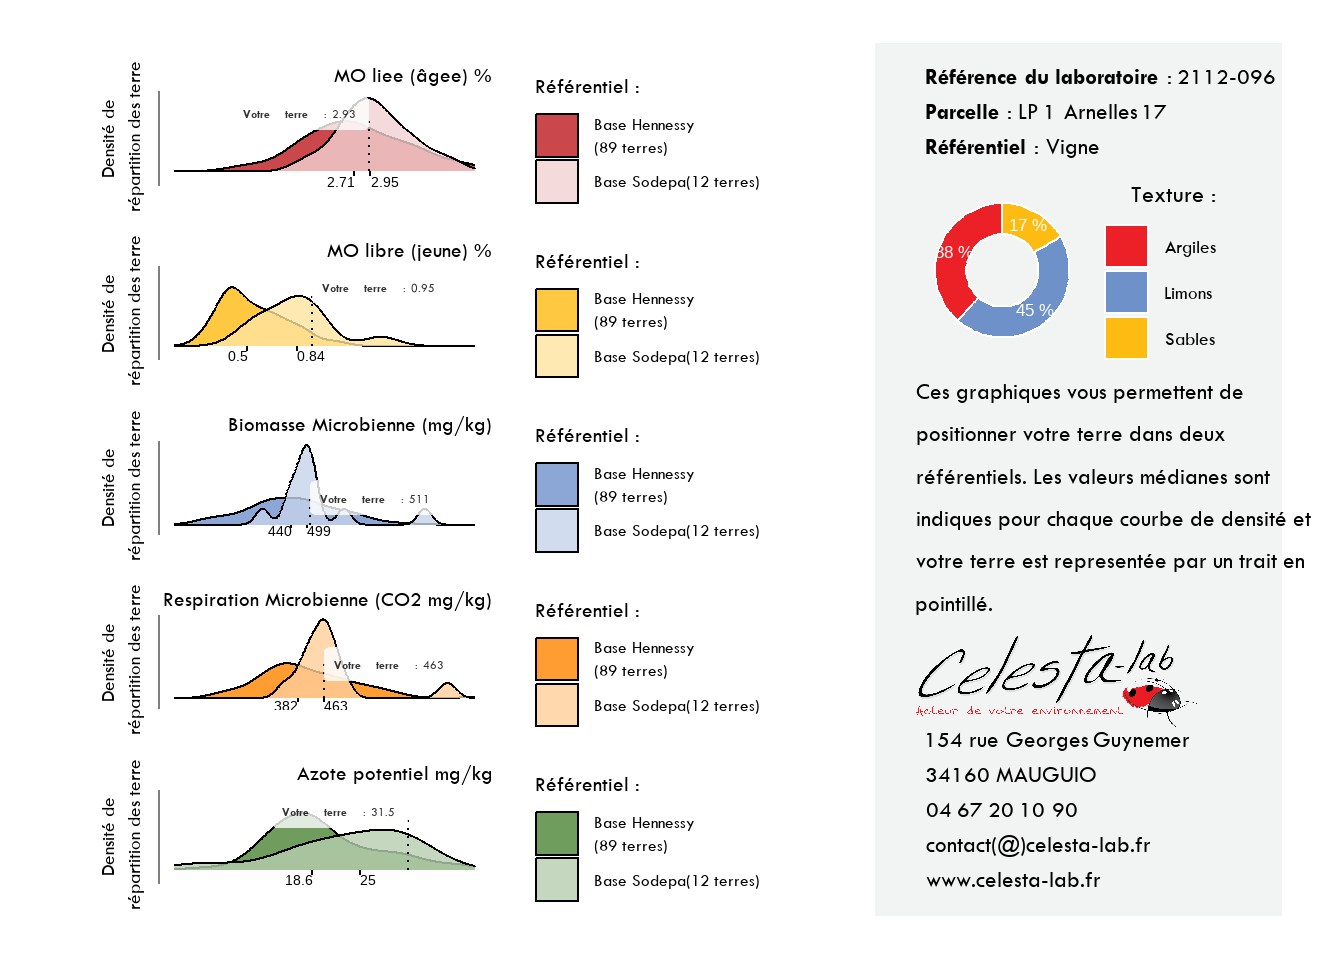 MO liee (âgee) %
Densité de
répartition des terre
Votre terre : 2.93
2.71 2.95
Référentiel :
Base Hennessy
(89 terres)
Base Sodepa(12 terres)
MO libre (jeune) %
Densité de
répartition des terre
Votre terre : 0.95
0.5 0.84
Référentiel :
Base Hennessy
(89 terres)
Base Sodepa(12 terres)
Biomasse Microbienne (mg/kg)
Densité de
répartition des terre
Votre terre : 511
440 499
Référentiel :
Base Hennessy
(89 terres)
Base Sodepa(12 terres)
Respiration Microbienne (CO2 mg/kg)
Densité de
répartition des terre
Votre terre : 463
382 463
Référentiel :
Base Hennessy
(89 terres)
Base Sodepa(12 terres)
Azote potentiel mg/kg
Densité de
répartition des terre
Votre terre : 31.5
18.6 25
Référentiel :
Base Hennessy
(89 terres)
Base Sodepa(12 terres)
Référence du laboratoire : 2112-096
Parcelle : LP 1 Arnelles 17
Référentiel : Vigne
Texture :
17 %
38 %
45 %
Argiles
Limons
Sables
Ces graphiques vous permettent de
positionner votre terre dans deux
référentiels. Les valeurs médianes sont
indiques pour chaque courbe de densité et
votre terre est representée par un trait en
pointillé.
Celesta-lab
Acteur de votre environnement
154 rue Georges Guynemer
34160 MAUGUIO
04 67 20 10 90
contact(@)celesta-lab.fr
www.celesta-lab.fr